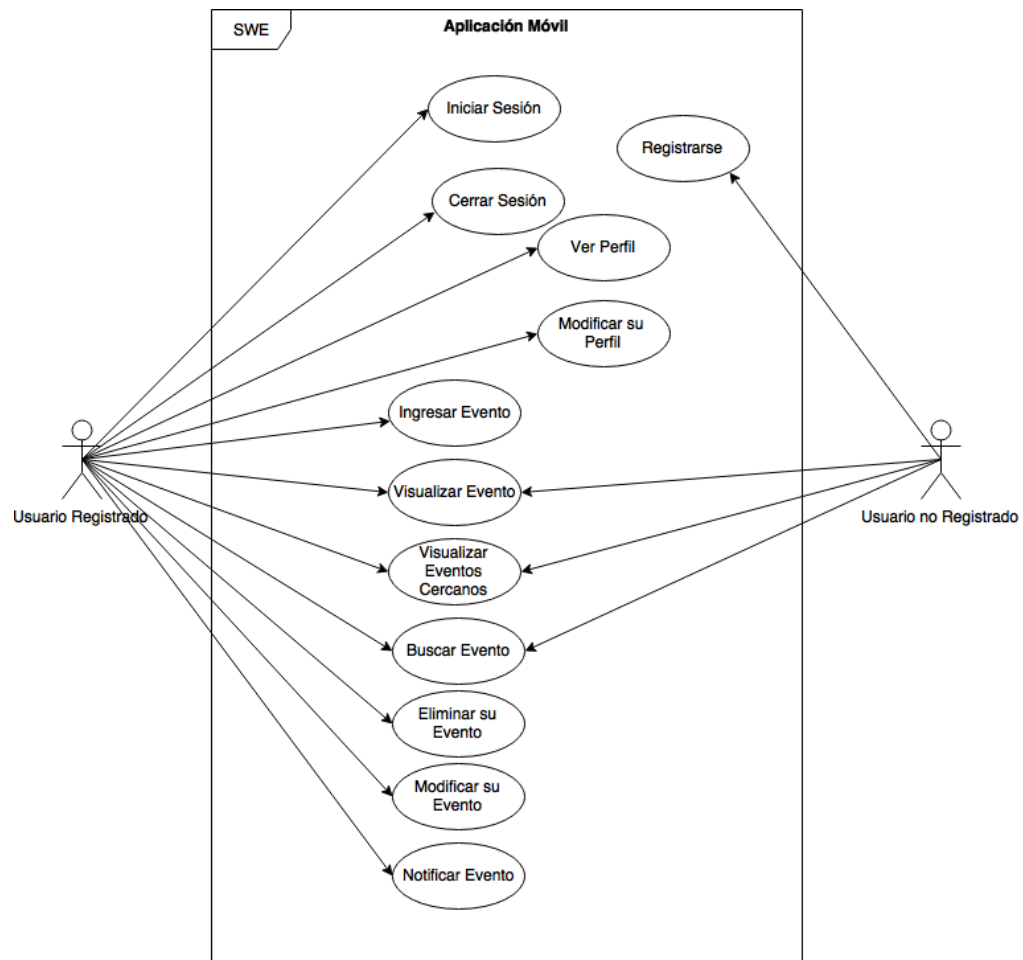 SWE
Aplicación Móvil
Iniciar Sesión
Registrarse
Cerrar Sesión
Ver Perfil
Modificar su
Perfil
Ingresar Evento
Visualizar Evento
Usuario Registrado
Usuario no Registrado
Visualizar
Eventos
Cercanos
Buscar Evento
Eliminar su
Evento
Modificar su
Evento
Notificar Evento